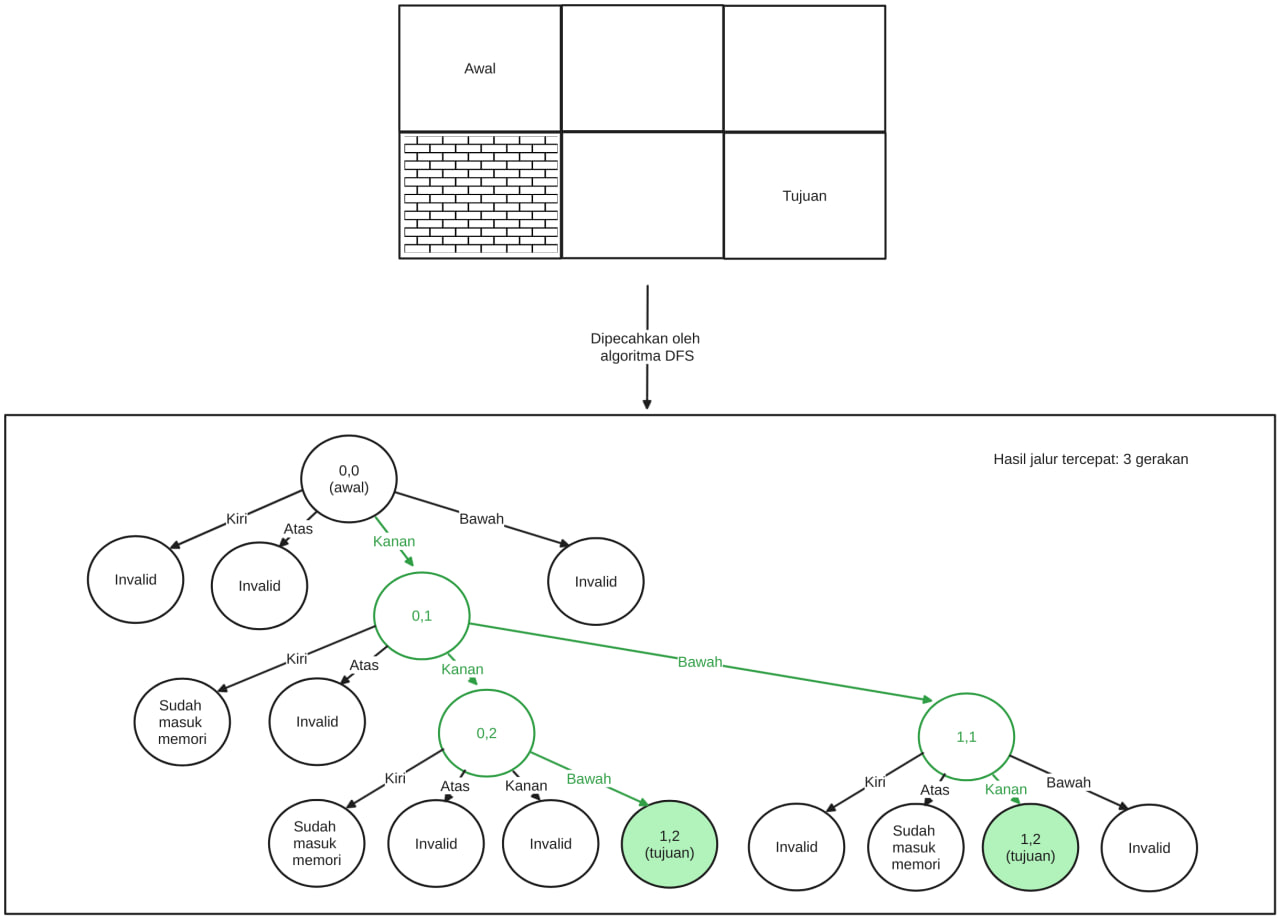 Awal
Tujuan
Dipecahkan oleh
algoritma DFS
Hasil jalur tercepat: 3 gerakan
0,0
(awal)
Kiri
Atas
Kanan
Bawah
Invalid
Invalid
Invalid
0,1
Kiri
Atas
Kanan
Bawah
Sudah
masuk
memori
Invalid
0,2
1,1
Kiri
Atas
Kanan
Bawah
Kiri
Atas
Kanan
Bawah
Sudah
masuk
memori
Invalid
Invalid
1,2
(tujuan)
Invalid
Sudah
masuk
memori
1,2
(tujuan)
Invalid